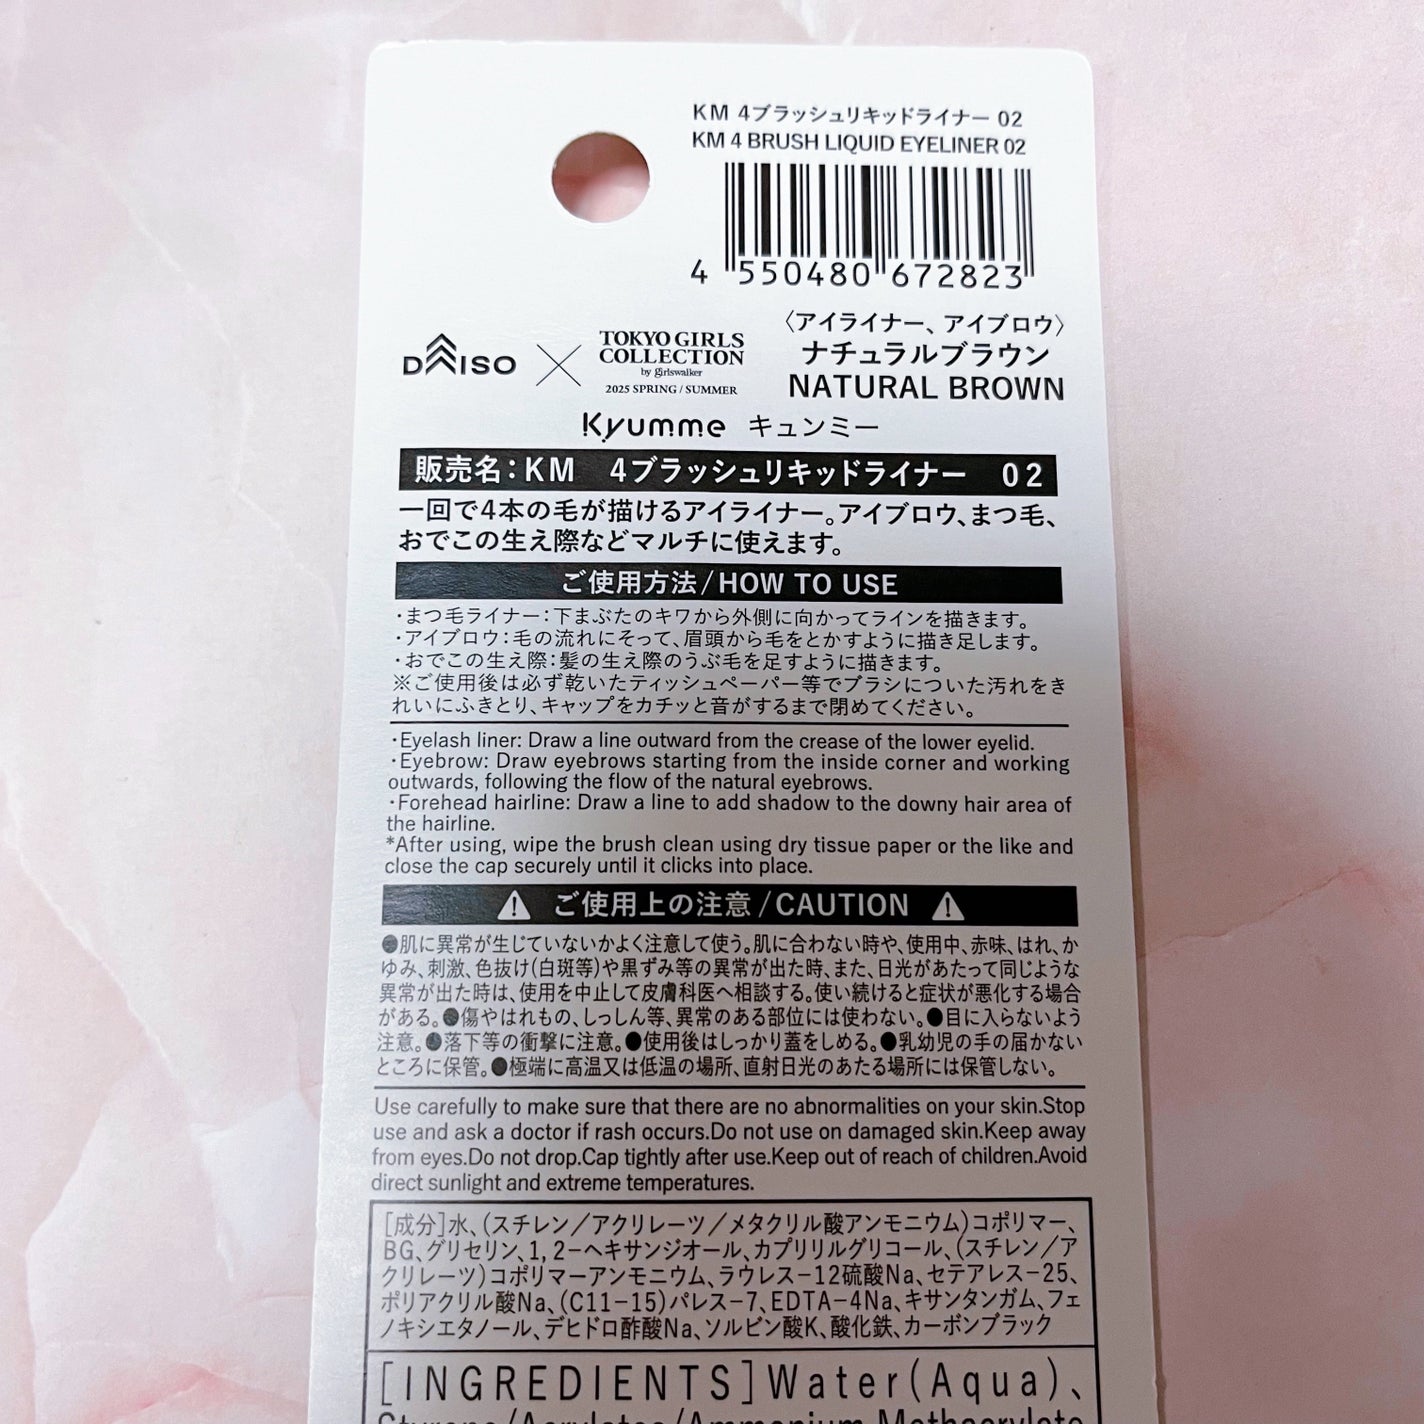 KM 4ブラッシュリキッドライナー 02
KM 4 BRUSH LIQUID EYELINER 02
4 550480 672823
DAISO
TOKYO GIRLS
COLLECTION
by girlswalker
2025 SPRING / SUMMER
〈アイライナー、アイブロウ〉
ナチュラルブラウン
NATURAL BROWN
Kyumme キュンミー
販売名：KM 4ブラッシュリキッドライナー 02
一回で4本の毛が描けるアイライナー。アイブロウ、まつ毛、
おでこの生え際などマルチに使えます。
ご使用方法/HOW TO USE
・まつ毛ライナー：下まぶたのキワから外側に向かってラインを描きます。
・アイブロウ：毛の流れにそって、眉頭から毛をとかすように描き足します。
・おでこの生え際：髪の生え際のうぶ毛を足すように描きます。
※ご使用後は必ず乾いたティッシュペーパー等でブラシについた汚れをき
れいにふきとり、キャップをカチッと音がするまで閉めてください。
・Eyelash liner: Draw a line outward from the crease of the lower eyelid.
・Eyebrow: Draw eyebrows starting from the inside corner and working
outwards, following the flow of the natural eyebrows.
・Forehead hairline: Draw a line to add shadow to the downy hair area of
the hairline.
*After using, wipe the brush clean using dry tissue paper or the like and
close the cap securely until it clicks into place.
ご使用上の注意/CAUTION
●肌に異常が生じていないかよく注意して使う。肌に合わない時や、使用中、赤味、はれ、か
ゆみ、刺激、色抜け(白斑等)や黒ずみ等の異常が出た時、また、日光があたって同じような
異常が出た時は、使用を中止して皮膚科医へ相談する。使い続けると症状が悪化する場合
がある。●傷やはれもの、しっしん等、異常のある部位には使わない。●目に入らないよう
注意。●落下等の衝撃に注意。●使用後はしっかり蓋をしめる。●乳幼児の手の届かない
ところに保管。●極端に高温又は低温の場所、直射日光のあたる場所には保管しない。
Use carefully to make sure that there are no abnormalities on your skin.Stop
use and ask a doctor if rash occurs.Do not use on damaged skin.Keep away
from eyes.Do not drop.Cap tightly after use.Keep out of reach of children.Avoid
direct sunlight and extreme temperatures.
[成分]水、(スチレン／アクリレーツ／メタクリル酸アンモニウム)コポリマー、
BG、グリセリン、1,2-ヘキサンジオール、カプリリルグリコール、(スチレン／ア
クリレーツ)コポリマーアンモニウム、ラウレス-12硫酸Na、セテアレス-25、
ポリアクリル酸Na、(C11-15)パレス-7、EDTA-4Na、キサンタンガム、フェ
ノキシエタノール、デヒドロ酢酸Na、ソルビン酸K、酸化鉄、カーボンブラック
[INGREDIENTS]Water(Aqua)、
Styrene/Acrylates/Ammonium Methacrylate